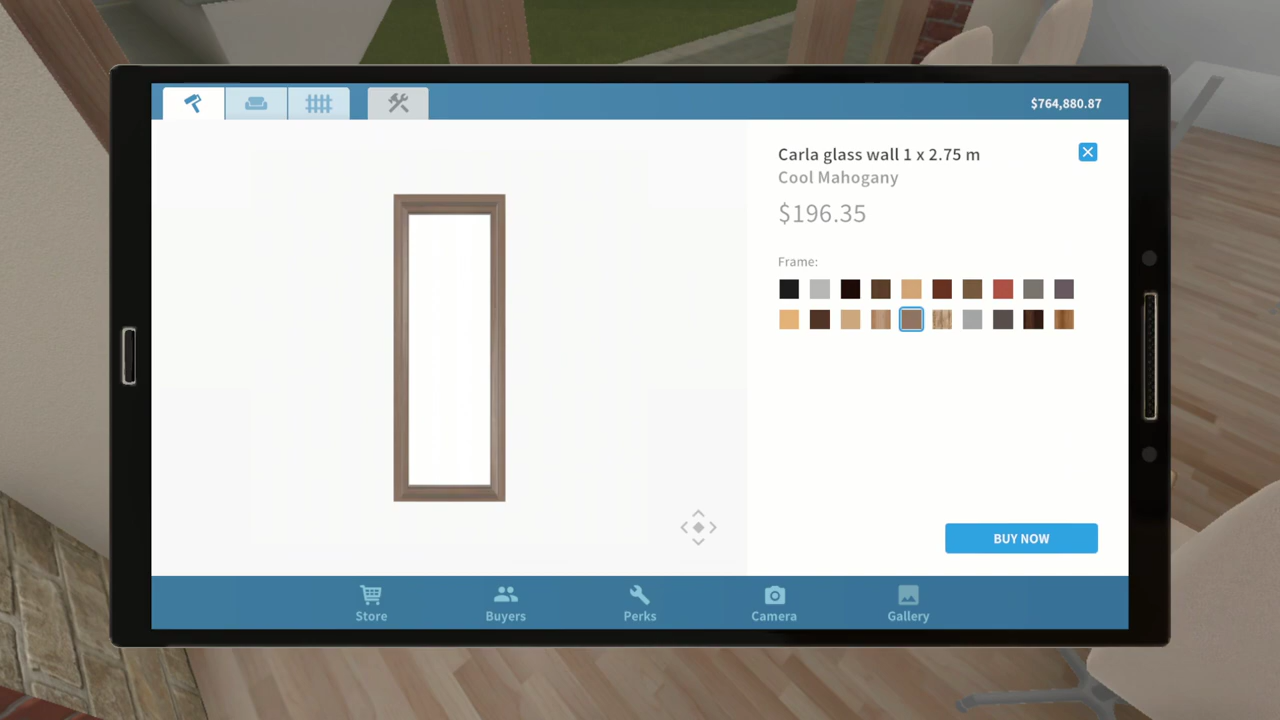 $764,880.87
Carla glass wall 1 x 2.75 m
Cool Mahogany
$196.35
Frame:
BUY NOW
Store
Buyers
Perks
Camera
Gallery